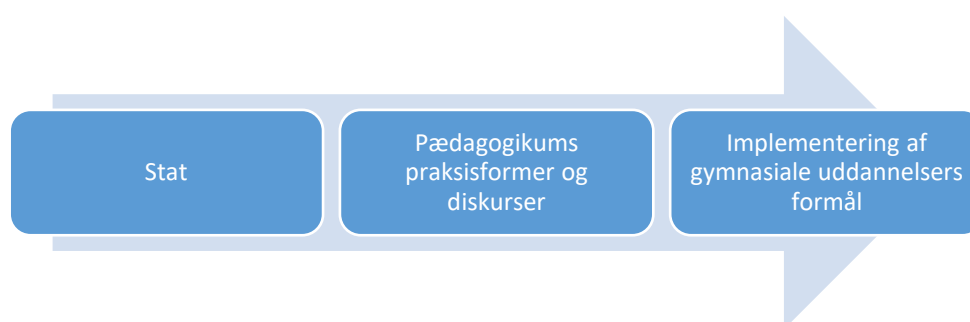 Stat
Pædagogikums
praksisformer og
diskurser
Implementering af
gymnasiale uddannelsers
formål